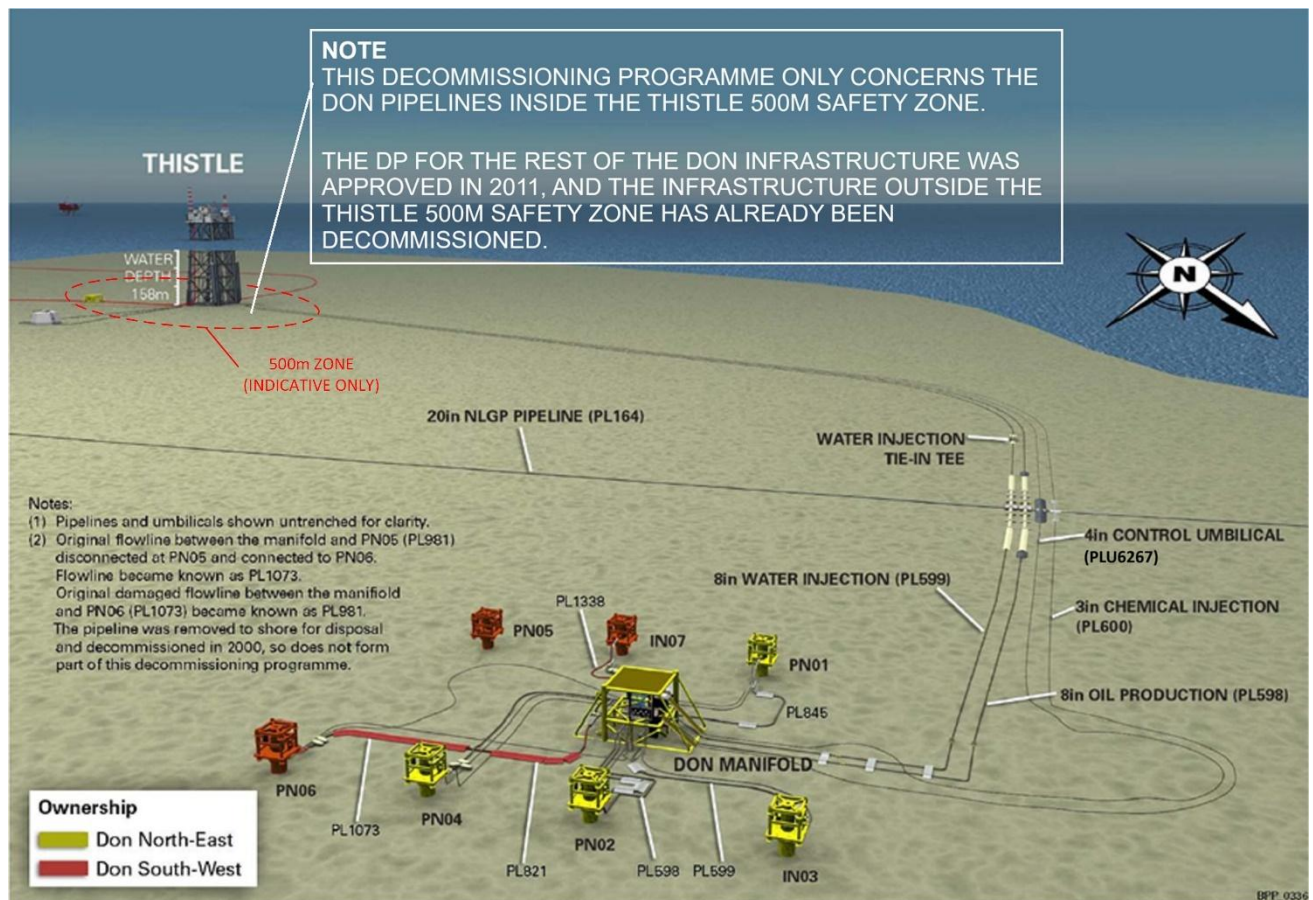 NOTE
THIS DECOMMISSIONING PROGRAMME ONLY CONCERNS THE
DON PIPELINES INSIDE THE THISTLE 500M SAFETY ZONE.
THE DP FOR THE REST OF THE DON INFRASTRUCTURE WAS
APPROVED IN 2011, AND THE INFRASTRUCTURE OUTSIDE THE
THISTLE 500M SAFETY ZONE HAS ALREADY BEEN
DECOMMISSIONED.
THISTLE
WATER
DEPTH
158m
N
500m ZONE
(INDICATIVE ONLY)
20in NLGP PIPELINE (PL164)
WATER INJECTION
TIE-IN TEE
Notes:
(1) Pipelines and umbilicals shown untrenched for clarity.
(2) Original flowline between the manifold and PN05 (PL981)
disconnected at PN05 and connected to PN06.
Flowline became known as PL1073.
Original damaged flowline between the manifiold
and PN06 (PL1073) became known as PL981.
The pipeline was removed to shore for disposal
and decommissioned in 2000, so does not form
part of this decommissioning programme.
4in CONTROL UMBILICAL
(PLU6267)
8in WATER INJECTION (PL599)
3in CHEMICAL INJECTION
(PL600)
PL1338
PN05
IN07
PN01
8in OIL PRODUCTION (PL598)
PL845
DON MANIFOLD
PN06
PN04
PN02
IN03
PL1073
PL821
PL598
PL599
Ownership
Don North-East
Don South-West
BPP 0336